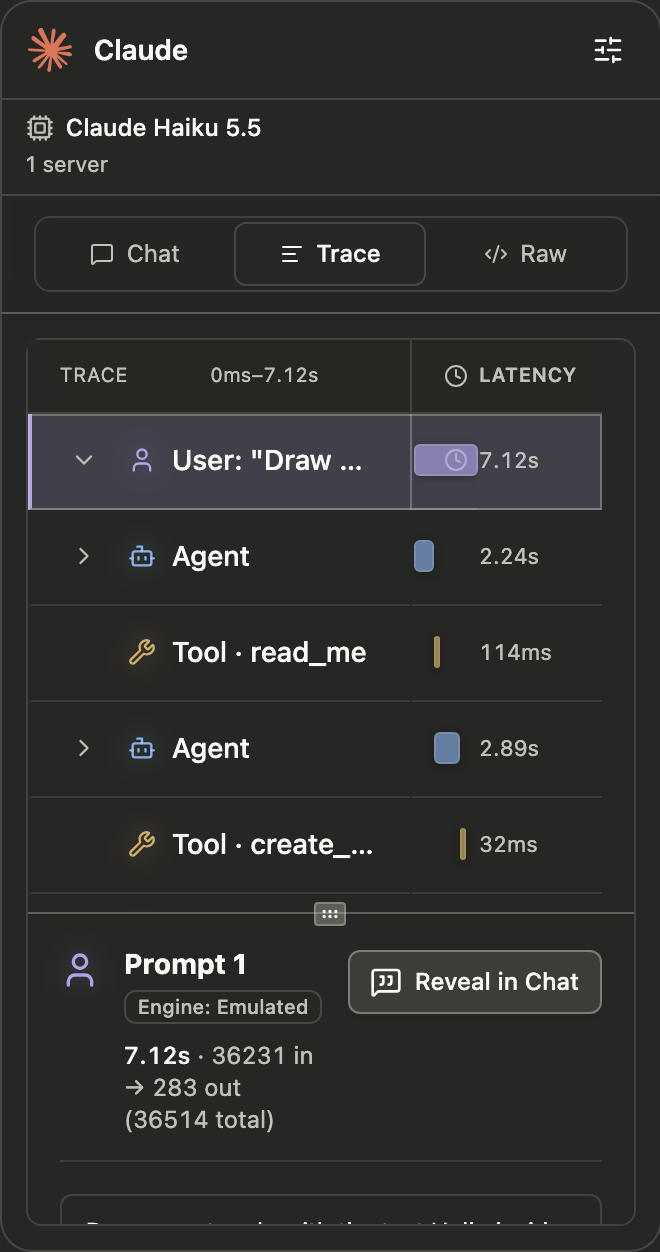 Claude
Claude Haiku 5.5
1 server
Chat
Trace
Raw
TRACE 0ms–7.12s LATENCY
User: "Draw ... 7.12s
Agent 2.24s
Tool · read_me 114ms
Agent 2.89s
Tool · create_... 32ms
Prompt 1
Reveal in Chat
Engine: Emulated
7.12s · 36231 in
→ 283 out
(36514 total)